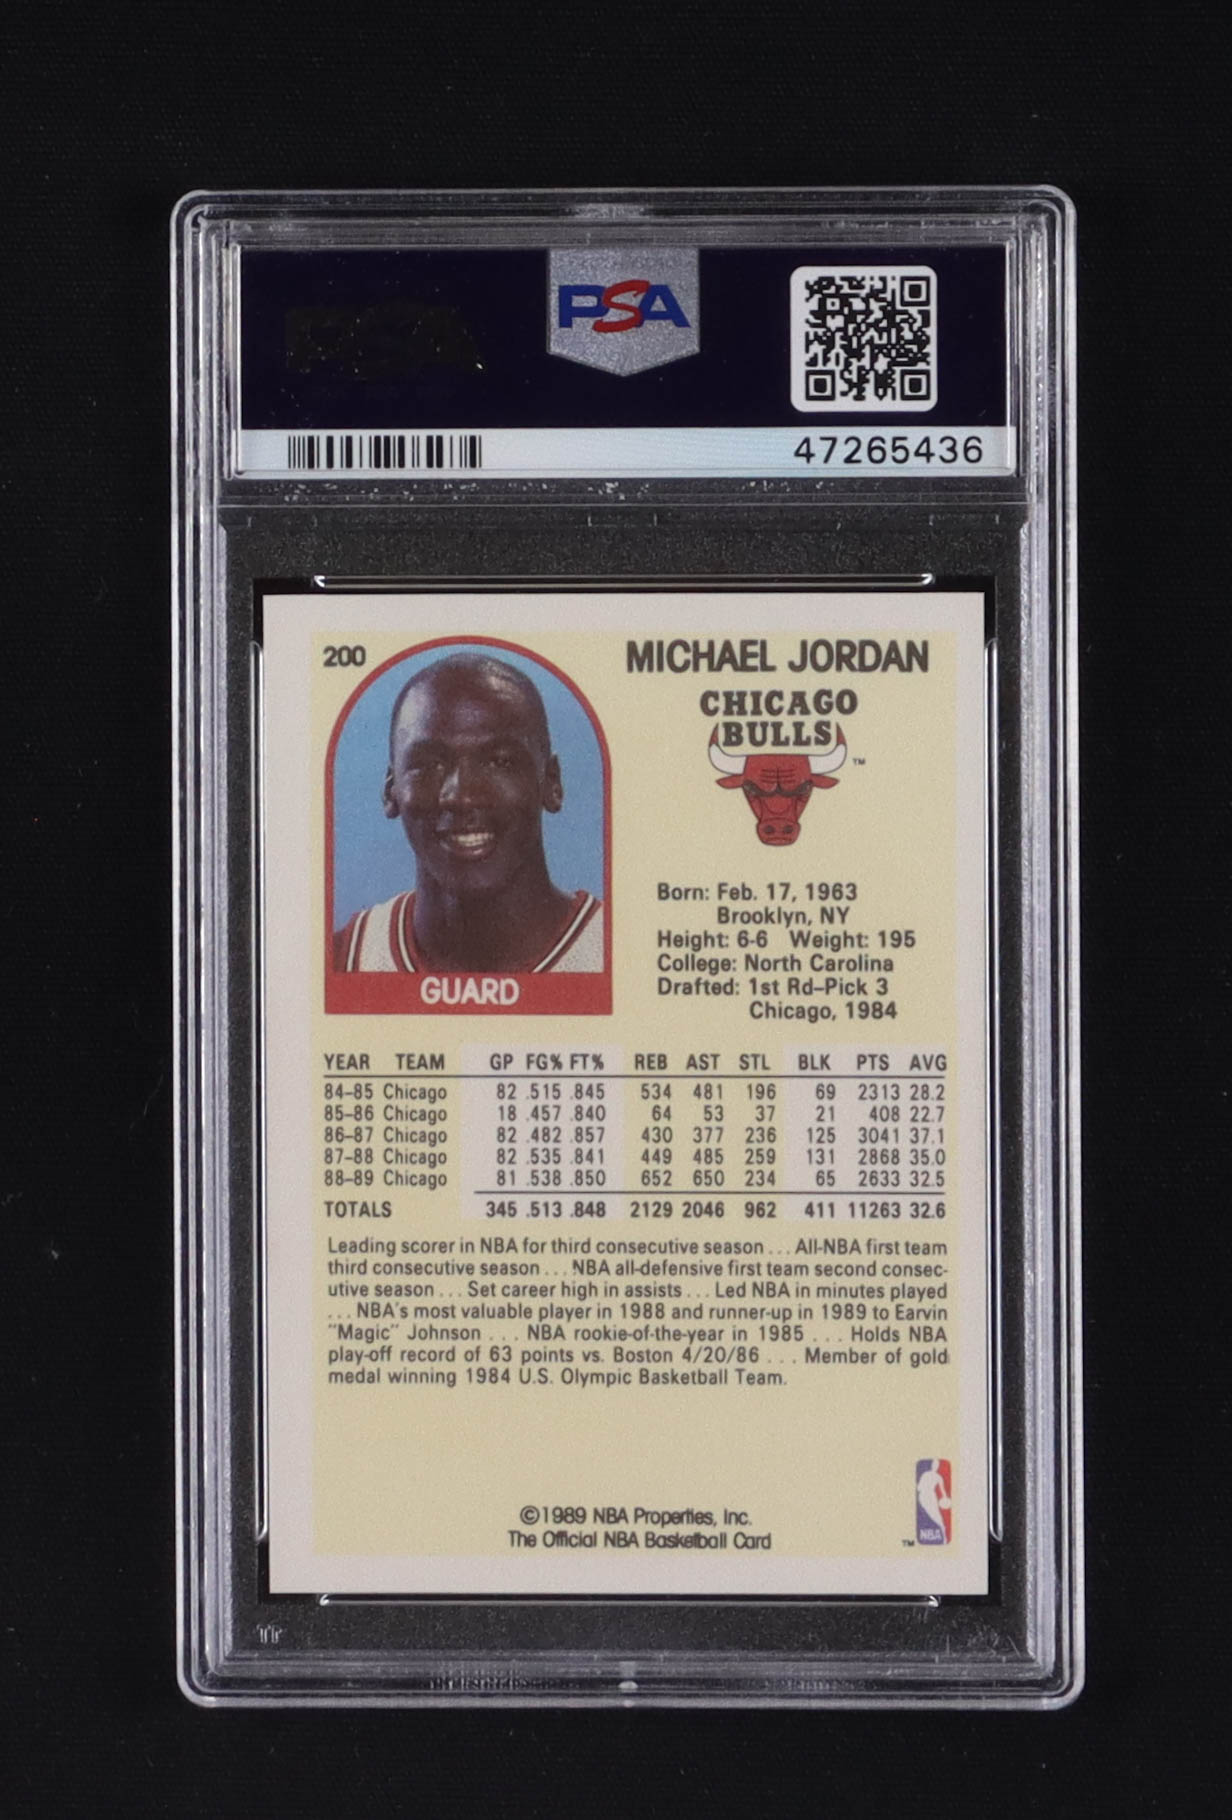 PSA
47265436
200
MICHAEL JORDAN
CHICAGO
BULLS
TM
Born: Feb. 17, 1963
Brooklyn, NY
Height: 6-6 Weight: 195
College: North Carolina
Drafted: 1st Rd–Pick 3
Chicago, 1984
GUARD
YEAR TEAM GP FG% FT% REB AST STL BLK PTS AVG
84–85 Chicago 82 .515 .845 534 481 196 69 2313 28.2
85–86 Chicago 18 .457 .840 64 53 37 21 408 22.7
86–87 Chicago 82 .482 .857 430 377 236 125 3041 37.1
87–88 Chicago 82 .535 .841 449 485 259 131 2868 35.0
88–89 Chicago 81 .538 .850 652 650 234 65 2633 32.5
TOTALS 345 .513 .848 2129 2046 962 411 11263 32.6
Leading scorer in NBA for third consecutive season . . . All-NBA first team
third consecutive season . . . NBA all-defensive first team second consec-
utive season . . . Set career high in assists . . . Led NBA in minutes played
. . . NBA's most valuable player in 1988 and runner-up in 1989 to Earvin
"Magic" Johnson . . . NBA rookie-of-the-year in 1985 . . . Holds NBA
play-off record of 63 points vs. Boston 4/20/86 . . . Member of gold
medal winning 1984 U.S. Olympic Basketball Team.
©1989 NBA Properties, Inc.
The Official NBA Basketball Card
TM NBA